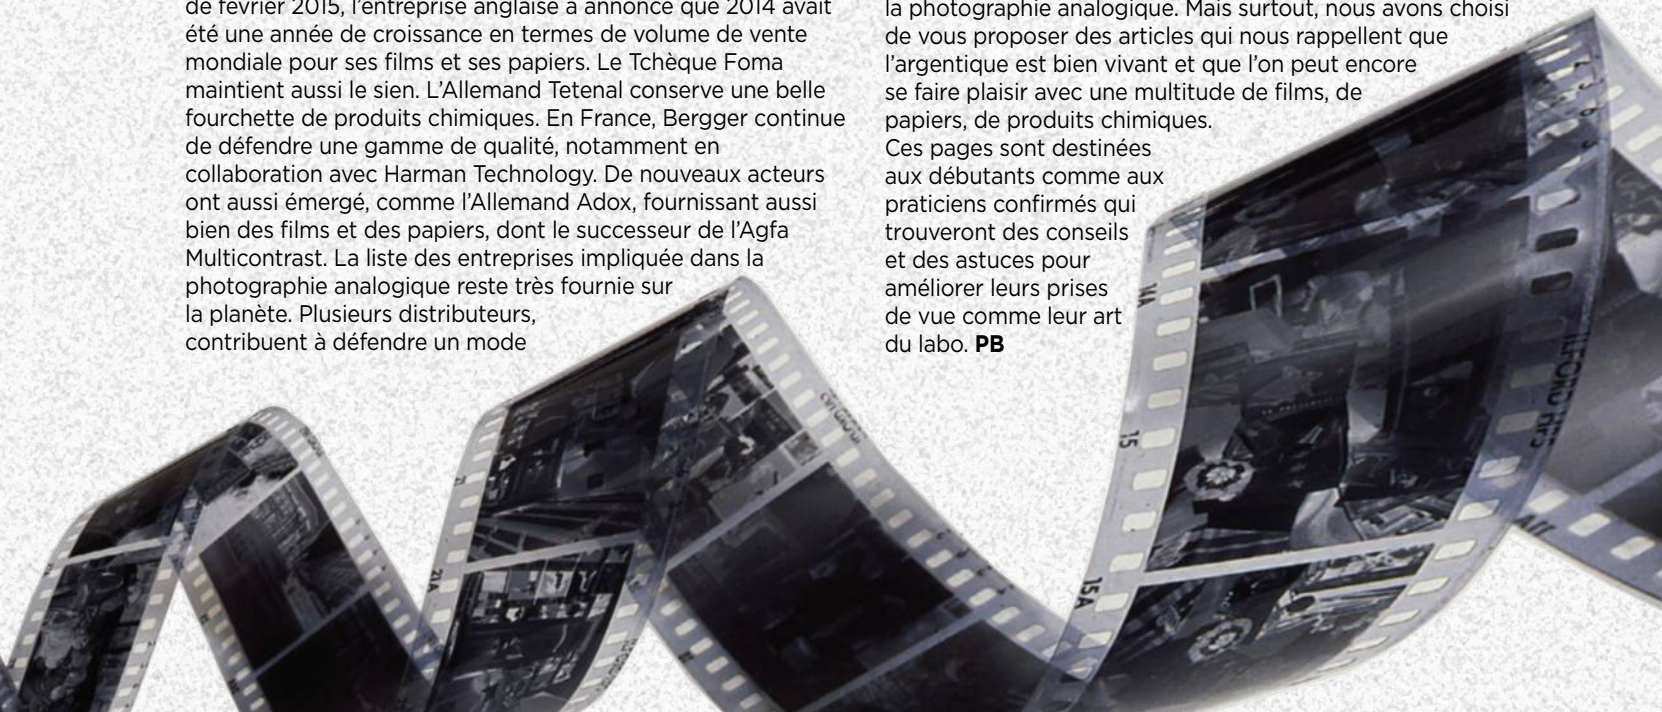 de février 2015, l’entreprise anglaise a annoncé que 2014 avait
été une année de croissance en termes de volume de vente
mondiale pour ses films et ses papiers. Le Tchèque Foma
maintient aussi le sien. L’Allemand Tetenal conserve une belle
fourchette de produits chimiques. En France, Bergger continue
de défendre une gamme de qualité, notamment en
collaboration avec Harman Technology. De nouveaux acteurs
ont aussi émergé, comme l’Allemand Adox, fournissant aussi
bien des films et des papiers, dont le successeur de l’Agfa
Multicontrast. La liste des entreprises impliquée dans la
photographie analogique reste très fournie sur
la planète. Plusieurs distributeurs,
contribuent à défendre un mode
la photographie analogique. Mais surtout, nous avons choisi
de vous proposer des articles qui nous rappellent que
l’argentique est bien vivant et que l’on peut encore
se faire plaisir avec une multitude de films, de
papiers, de produits chimiques.
Ces pages sont destinées
aux débutants comme aux
praticiens confirmés qui
trouveront des conseils
et des astuces pour
améliorer leurs prises
de vue comme leur art
du labo. PB
14A
15
15A
21A